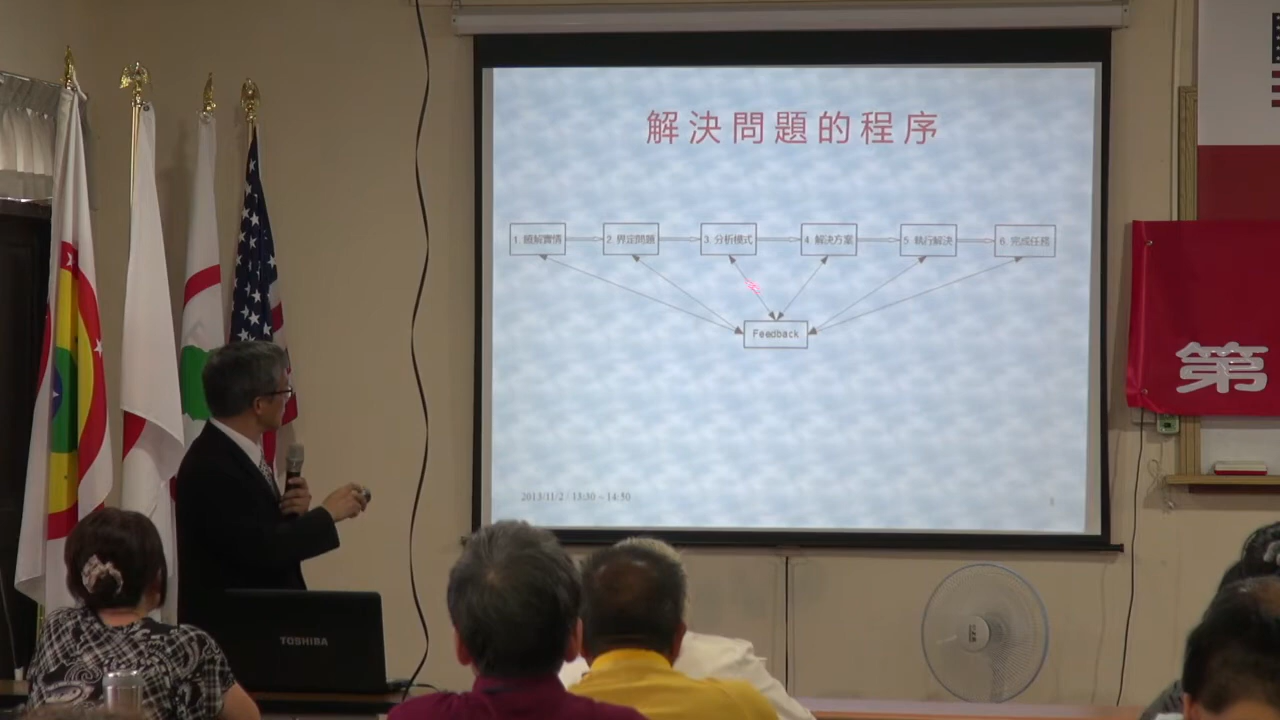 解決問題的程序
1. 瞭解實情
2. 界定問題
3. 分析模式
4. 解決方案
5. 執行解決
6. 完成任務
Feedback
2013/11/2 / 13:30 ~ 14:50
第
TOSHIBA